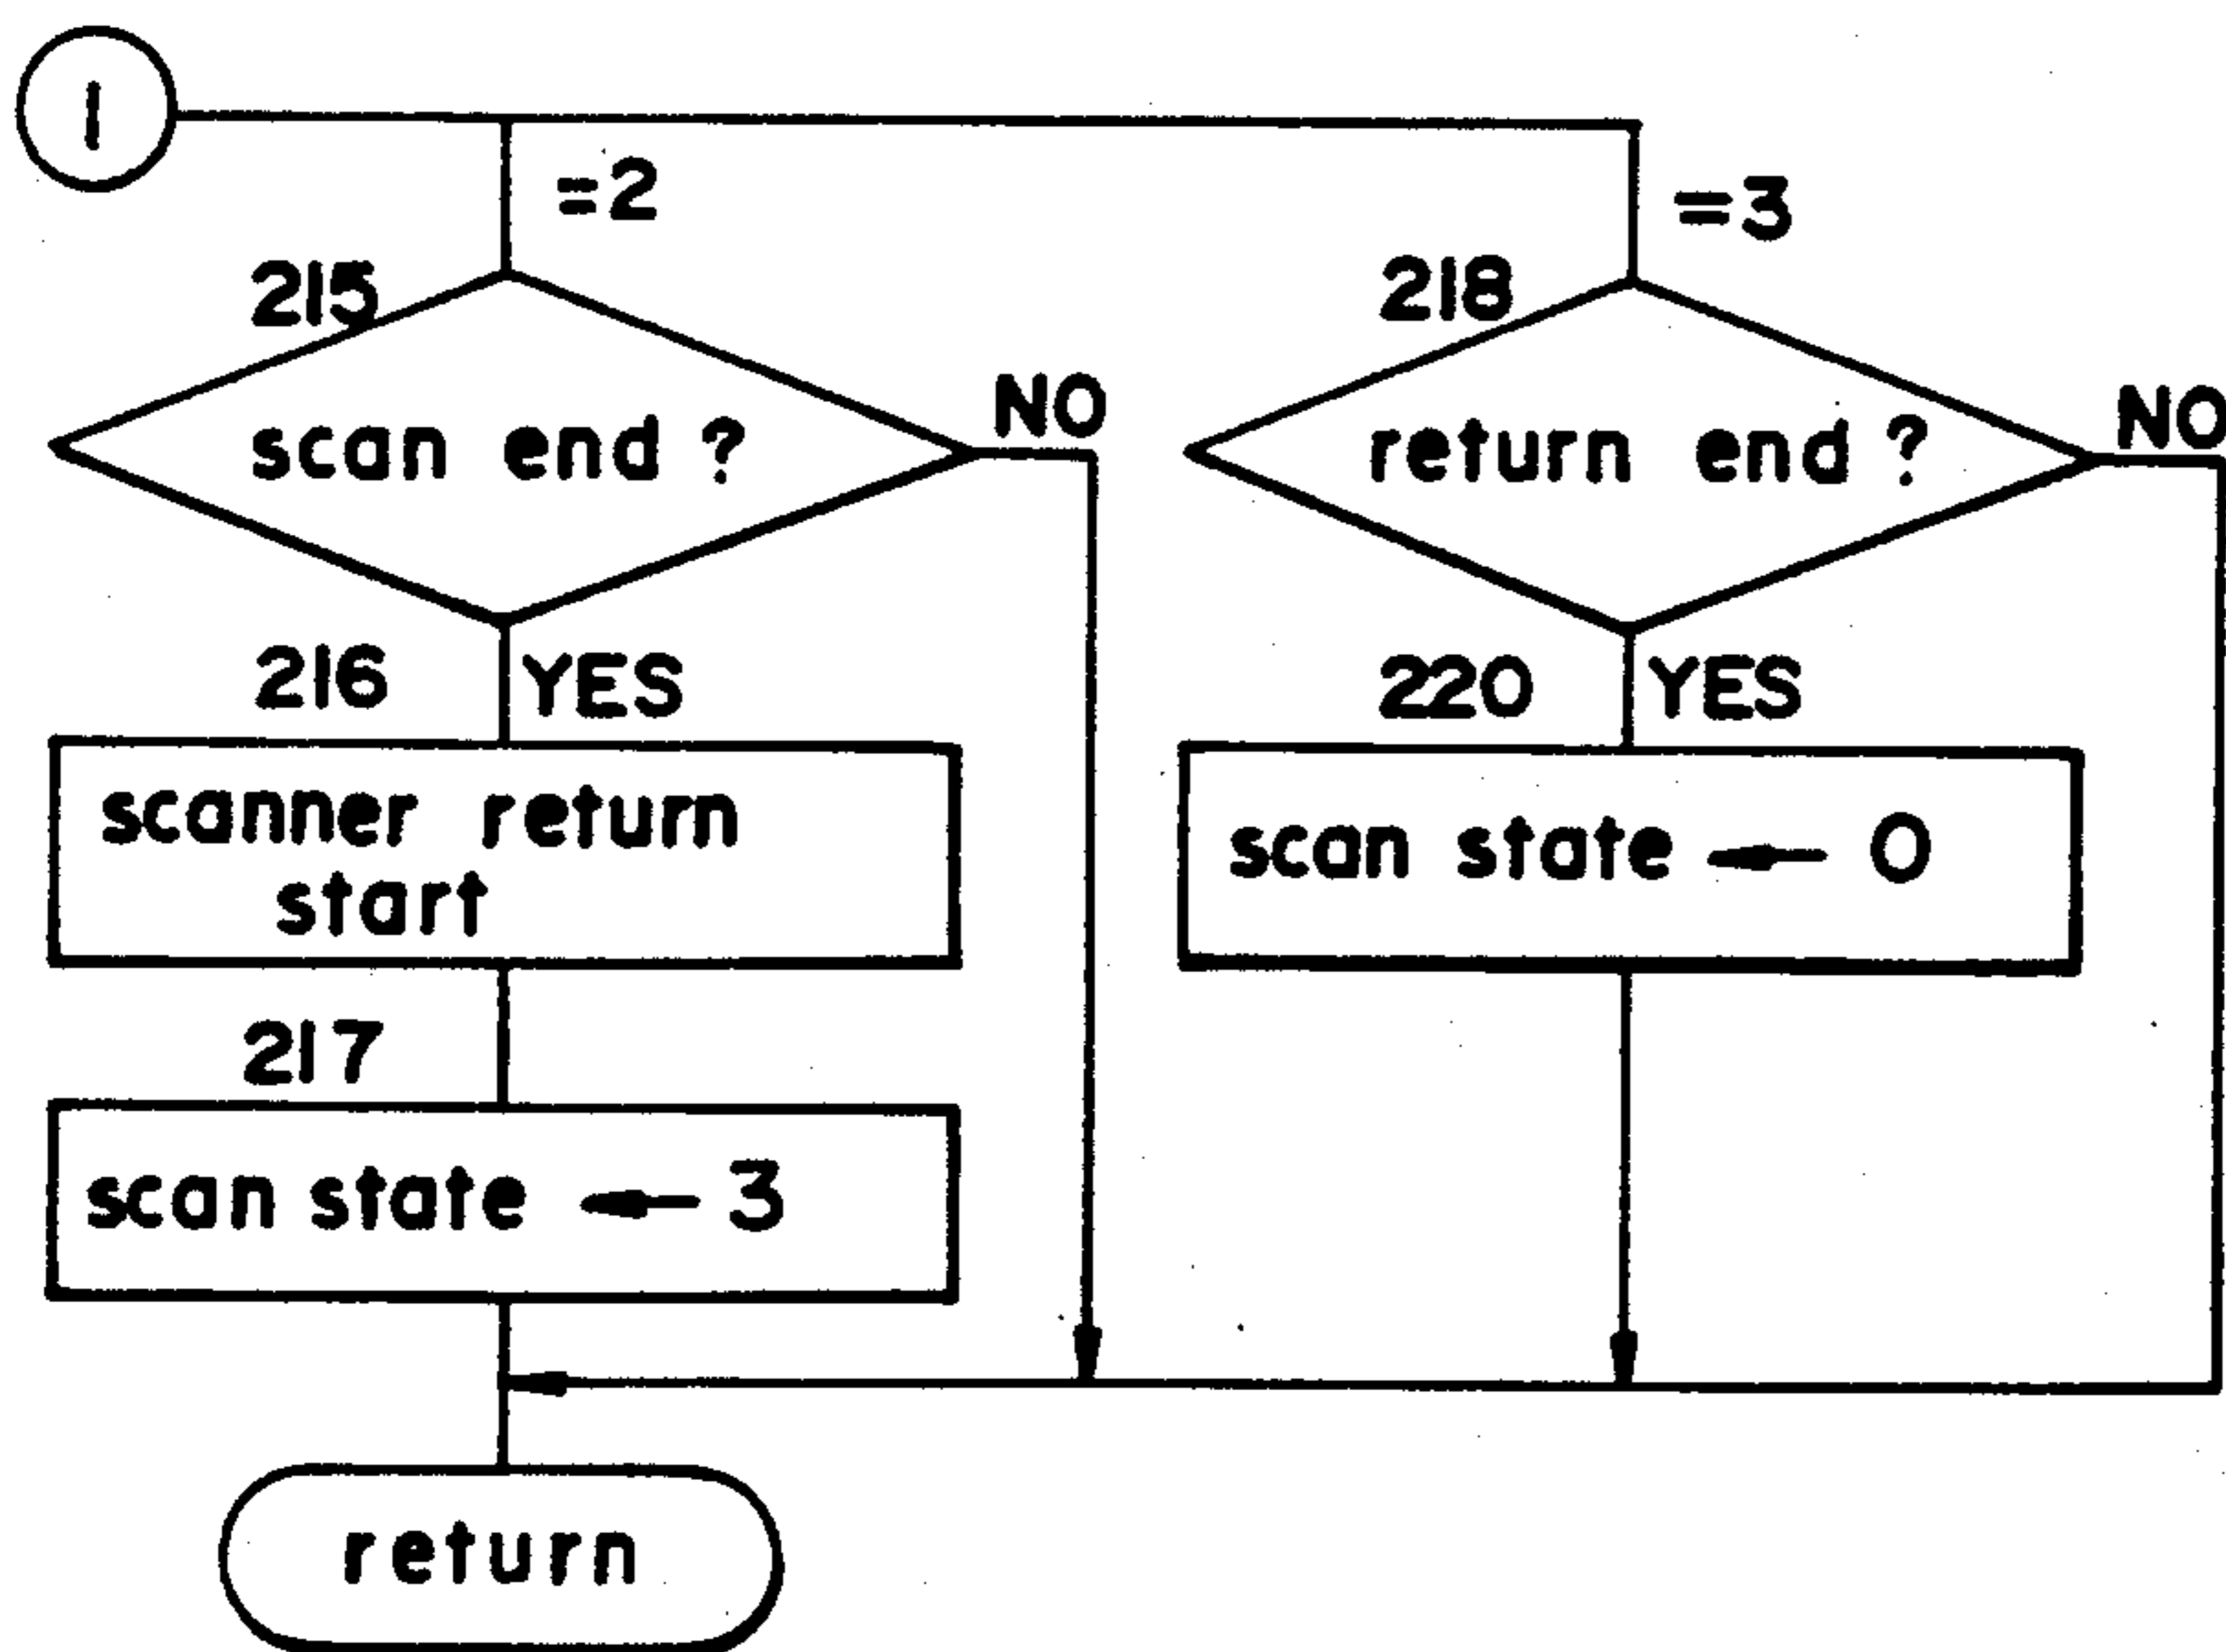 1
=2
=3
215
218
scan end ?
NO
return end ?
NO
216
YES
220
YES
scanner return
start
scan state ← 0
217
scan state ← 3
return